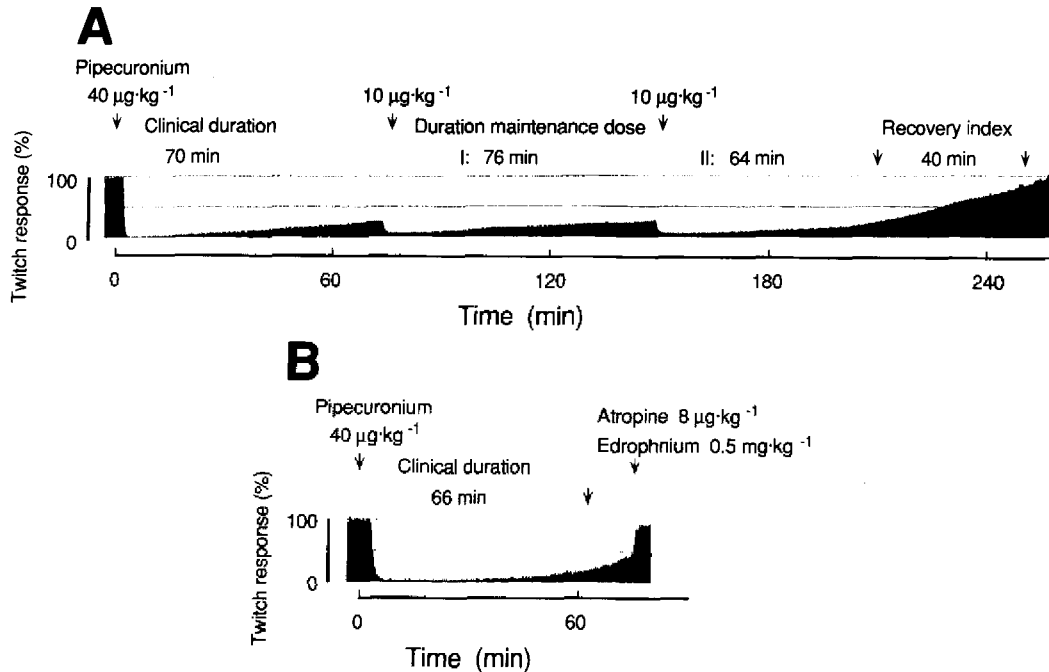 A
Pipecuronium
40 µg·kg⁻¹
10 µg·kg⁻¹
10 µg·kg⁻¹
Clinical duration
Duration maintenance dose
Recovery index
70 min
I: 76 min
II: 64 min
40 min
Twitch response (%)
100
0
0
60
120
180
240
Time (min)
B
Pipecuronium
40 µg·kg⁻¹
Atropine 8 µg·kg⁻¹
Edrophnium 0.5 mg·kg⁻¹
Clinical duration
66 min
Twitch response (%)
100
0
0
60
Time (min)